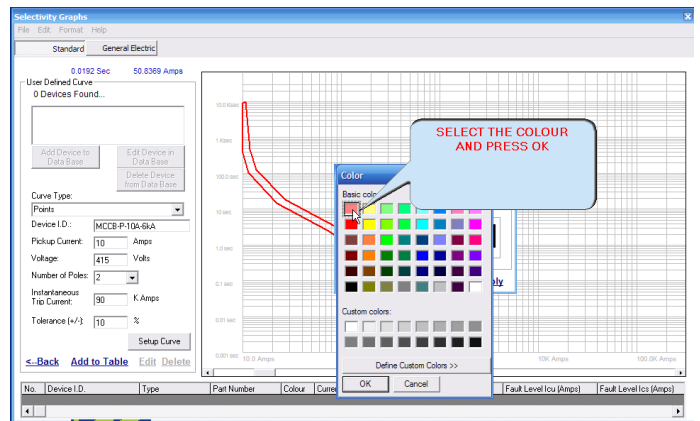 Selectivity Graphs
File Edit Format Help
Standard General Electric
0.0192 Sec 50.8369 Amps
User Defined Curve
0 Devices Found...
Add Device to Data Base
Edit Device in Data Base
Delete Device from Data Base
Curve Type:
Points
Device I.D.: MCCB-P-10A-6kA
Pickup Current: 10 Amps
Voltage: 415 Volts
Number of Poles: 2
Instantaneous Trip Current: 90 K Amps
Tolerance (+/-): 10 %
Setup Curve
<--Back Add to Table Edit Delete
10.0 Ksec
1 Ksec
100.0 sec
10 sec
1.0 sec
0.1 sec
0.01 sec
0.001 sec
10.0 Amps
10K Amps
100.0K Amps
SELECT THE COLOUR
AND PRESS OK
Color
Custom colors:
Define Custom Colors >>
OK Cancel
No. Device I.D. Type Part Number Colour Fault Level Icu (Amps) Fault Level Ics (Amps)